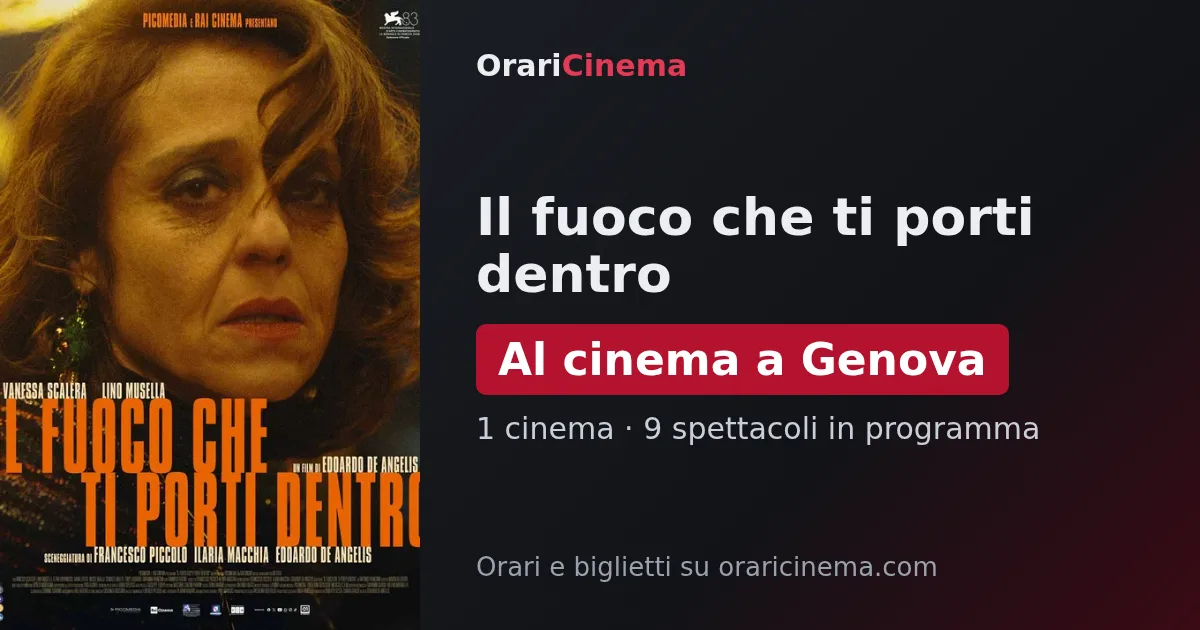 PICOMEDIA E RAI CINEMA PRESENTANO
83
VANESSA SCALERA LINO MUSELLA
IL FUOCO CHE
UN FILM DI EDOARDO DE ANGELIS
TI PORTI DENTRO
SCENEGGIATURA DI FRANCESCO PICCOLO ILARIA MACCHIA EDOARDO DE ANGELIS
OrariCinema
Il fuoco che ti porti
dentro
Al cinema a Genova
1 cinema · 9 spettacoli in programma
Orari e biglietti su oraricinema.com